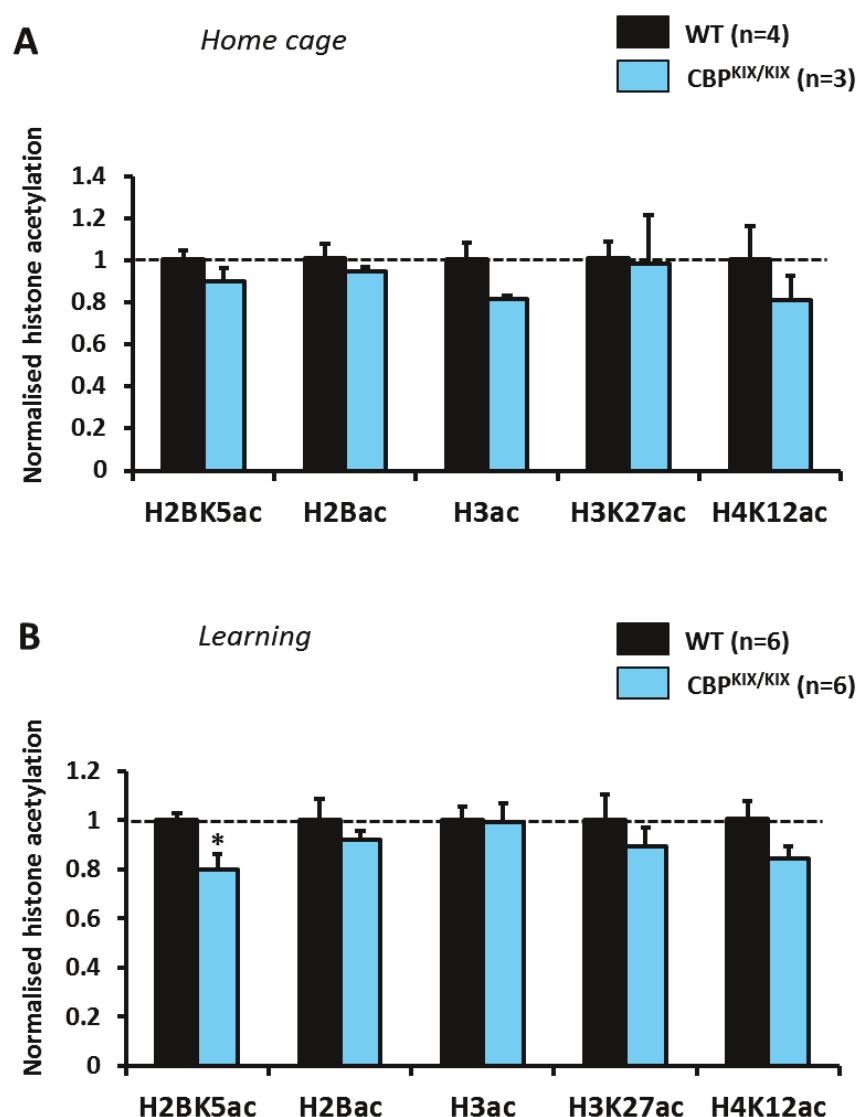 A
Home cage
WT (n=4)
CBPKIX/KIX (n=3)
Normalised histone acetylation
1.4
1.2
1
0.8
0.6
0.4
0.2
0
H2BK5ac H2Bac H3ac H3K27ac H4K12ac
B
Learning
WT (n=6)
CBPKIX/KIX (n=6)
Normalised histone acetylation
1.2
1
0.8
0.6
0.4
0.2
0
*
H2BK5ac H2Bac H3ac H3K27ac H4K12ac